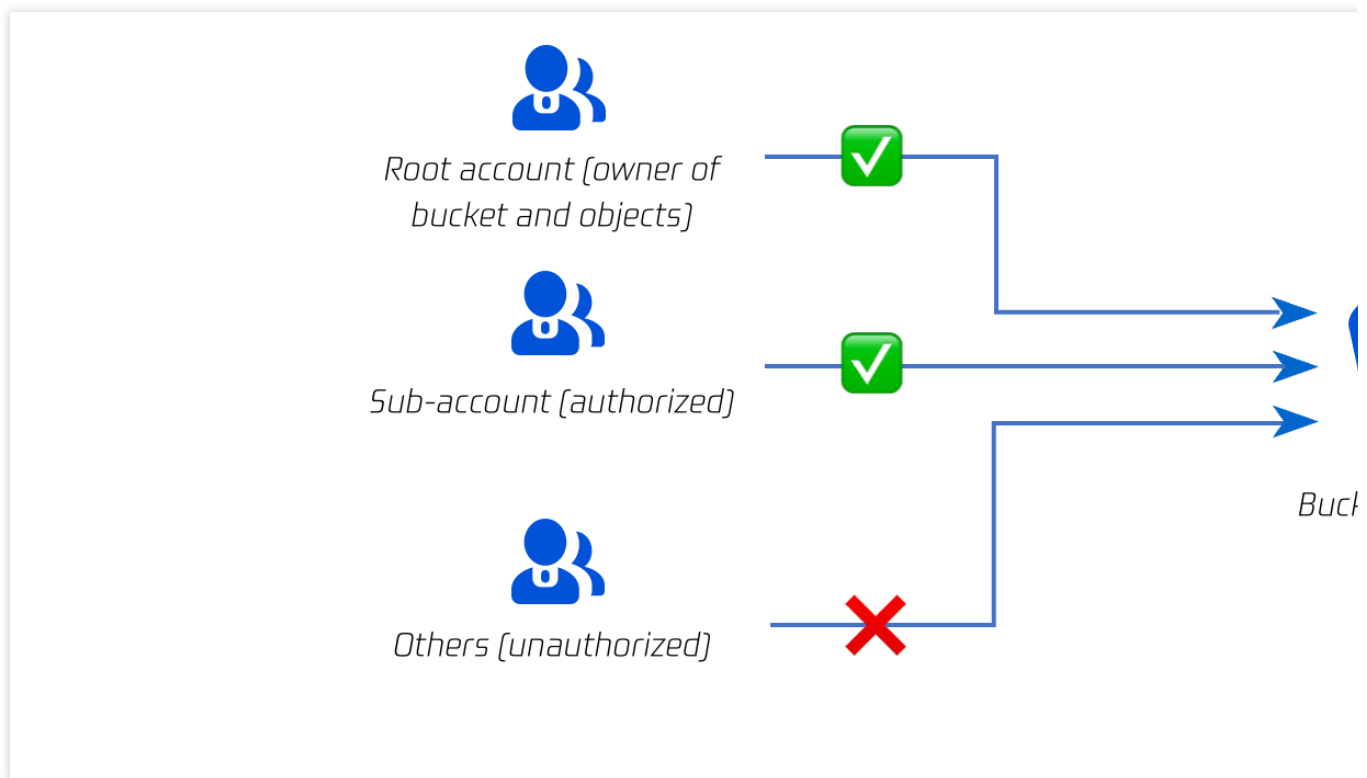 Root account (owner of
bucket and objects)
Sub-account (authorized)
Others (unauthorized)